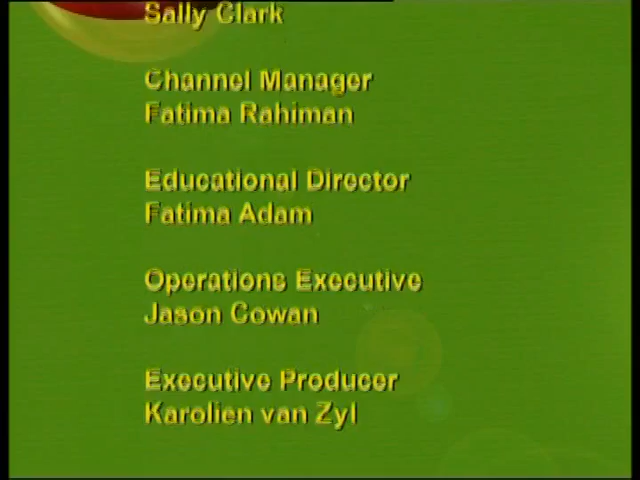 Sally Clark
Channel Manager
Fatima Rahiman
Educational Director
Fatima Adam
Operations Executive
Jason Cowan
Executive Producer
Karolien van Zyl